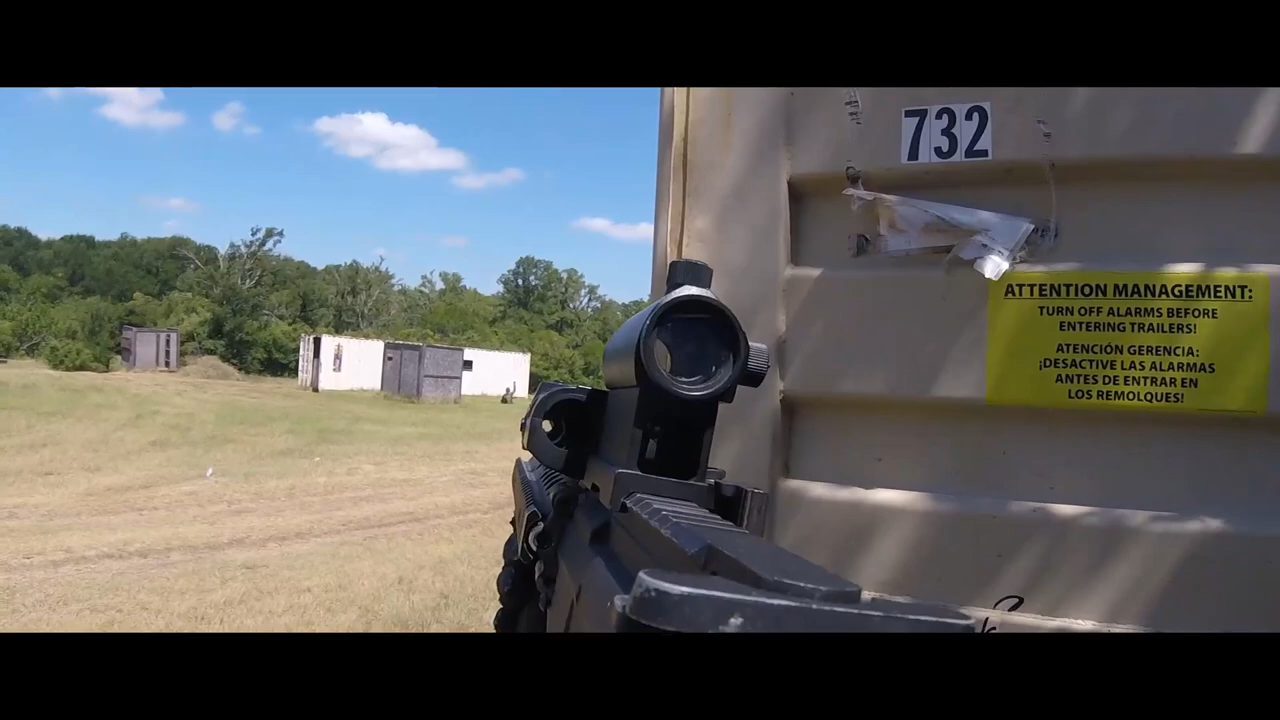 732
ATTENTION MANAGEMENT:
TURN OFF ALARMS BEFORE
ENTERING TRAILERS!
ATENCIÓN GERENCIA:
¡DESACTIVE LAS ALARMAS
ANTES DE ENTRAR EN
LOS REMOLQUES!